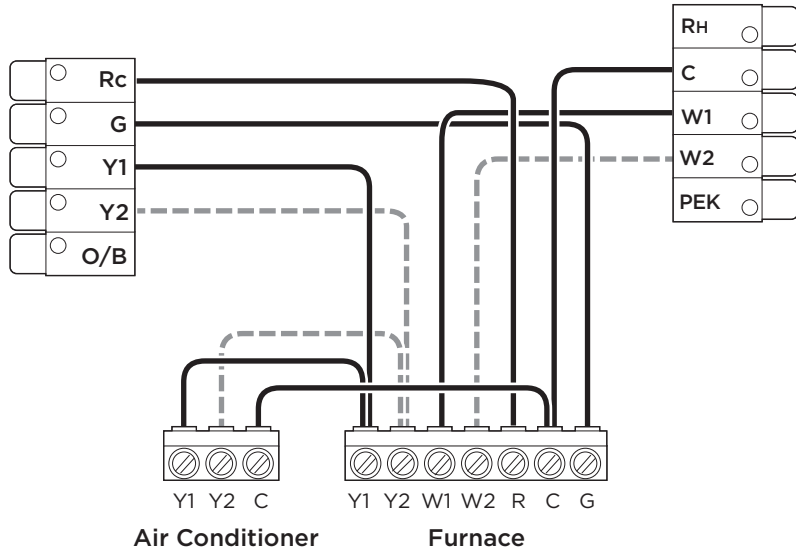 Rc
G
Y1
Y2
O/B
RH
C
W1
W2
PEK
Y1 Y2 C
Y1 Y2 W1 W2 R C G
Air Conditioner
Furnace